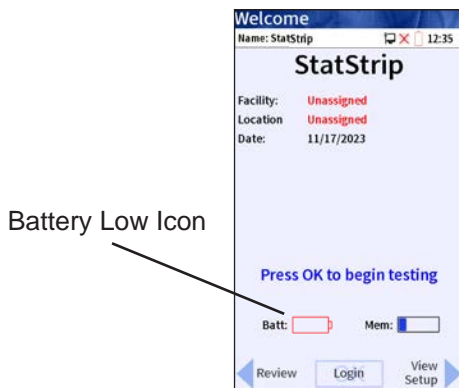 Welcome
Name: StatStrip 12:35
StatStrip
Facility: Unassigned
Location Unassigned
Date: 11/17/2023
Battery Low Icon
Press OK to begin testing
Batt: Mem:
Review Login View Setup
OK